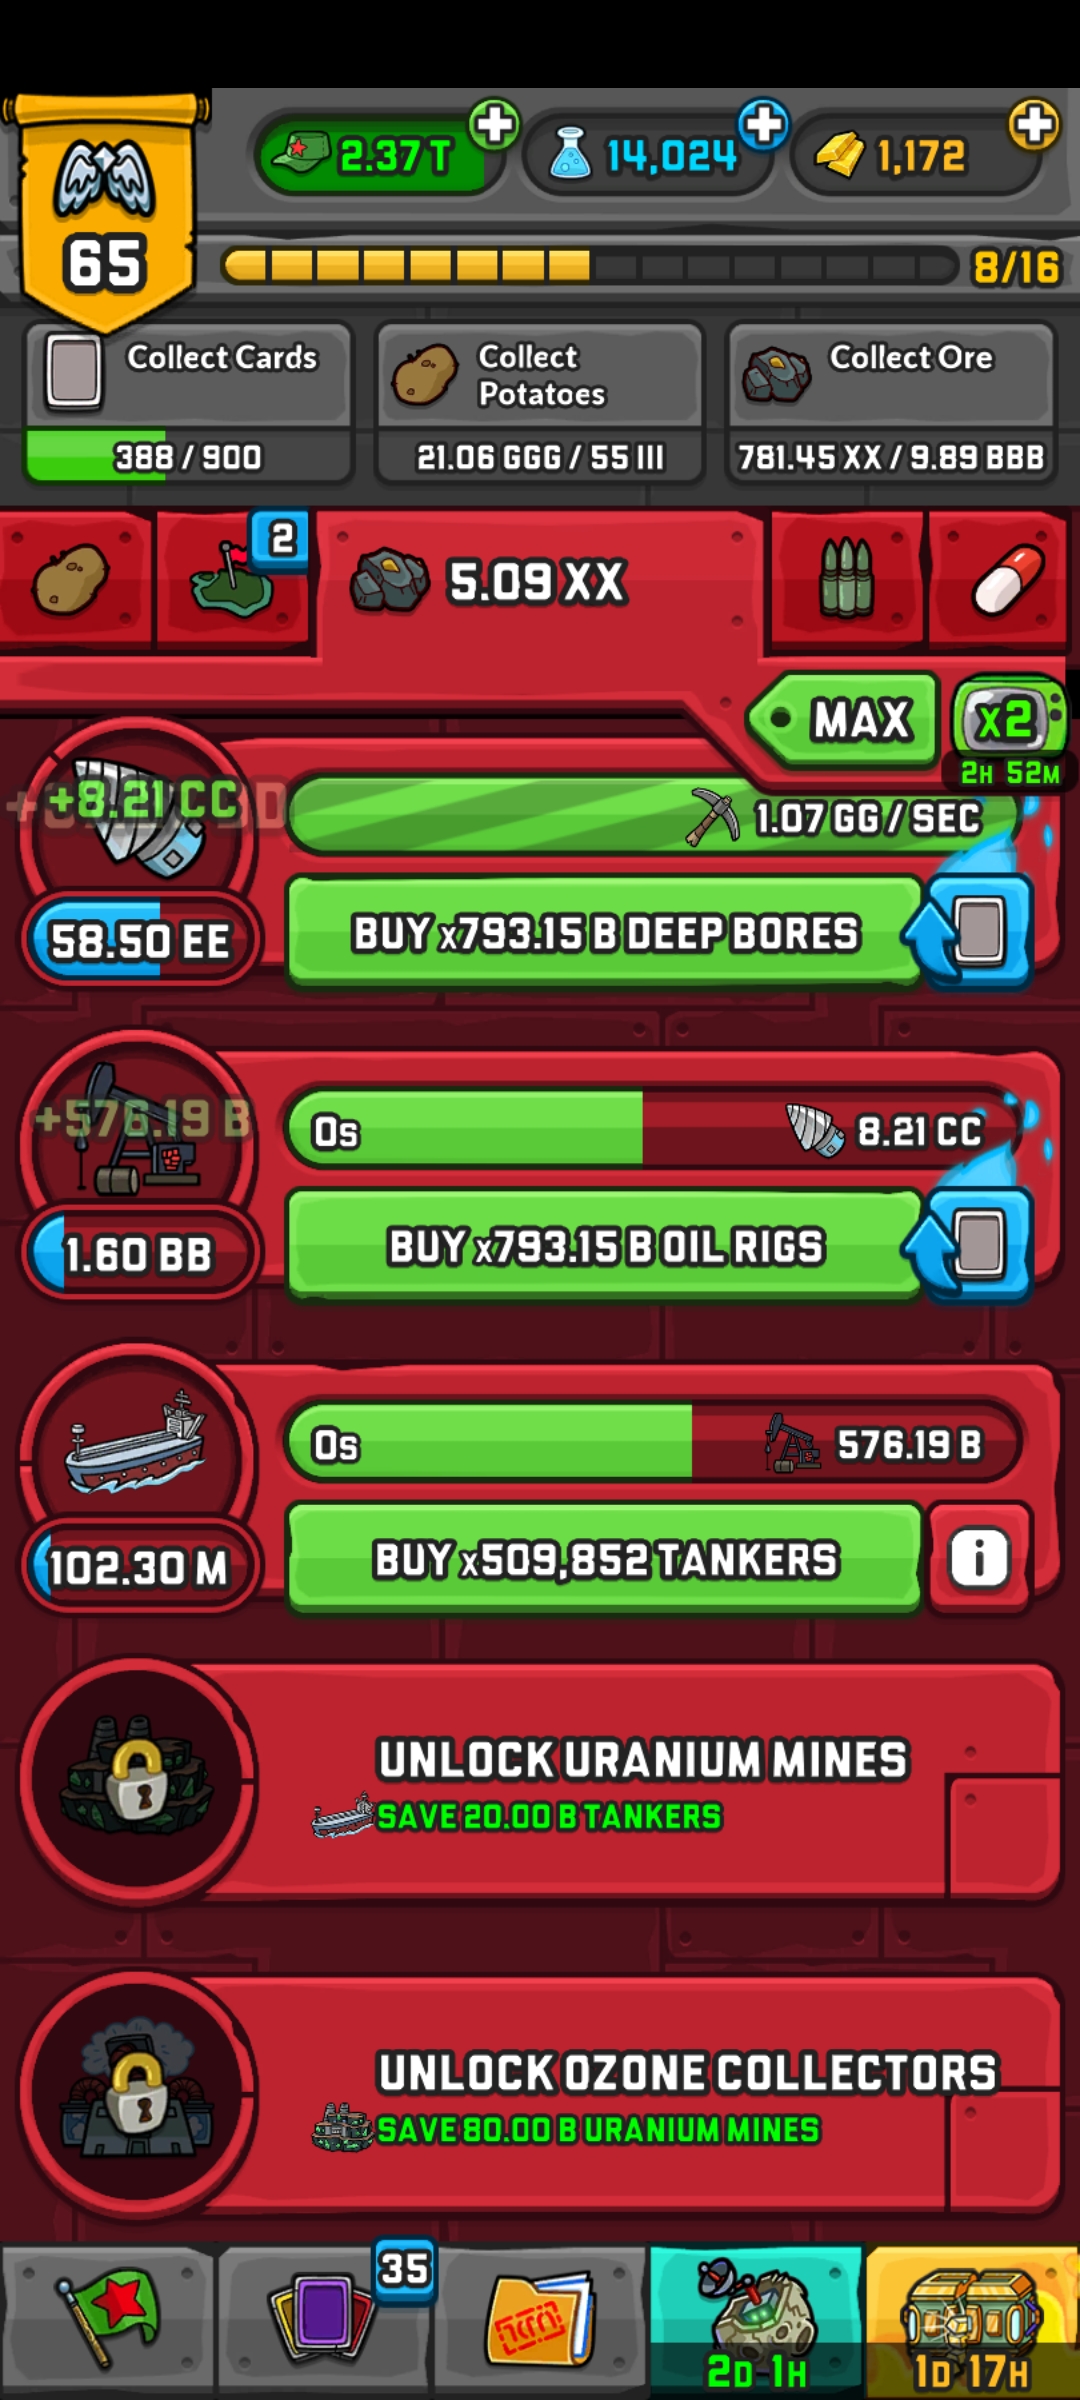 2.37 T
14,024
1,172
65
8/16
Collect Cards
388 / 900
Collect
Potatoes
21.06 GGG / 55 III
Collect Ore
781.45 XX / 9.89 BBB
2
5.09 XX
MAX
x2
2H 52M
+8.21 CC
1.07 GG / SEC
58.50 EE
BUY x793.15 B DEEP BORES
+576.19 B
0s
8.21 CC
1.60 BB
BUY x793.15 B OIL RIGS
0s
576.19 B
102.30 M
BUY x509,852 TANKERS
i
UNLOCK URANIUM MINES
SAVE 20.00 B TANKERS
UNLOCK OZONE COLLECTORS
SAVE 80.00 B URANIUM MINES
35
2D 1H
1D 17H